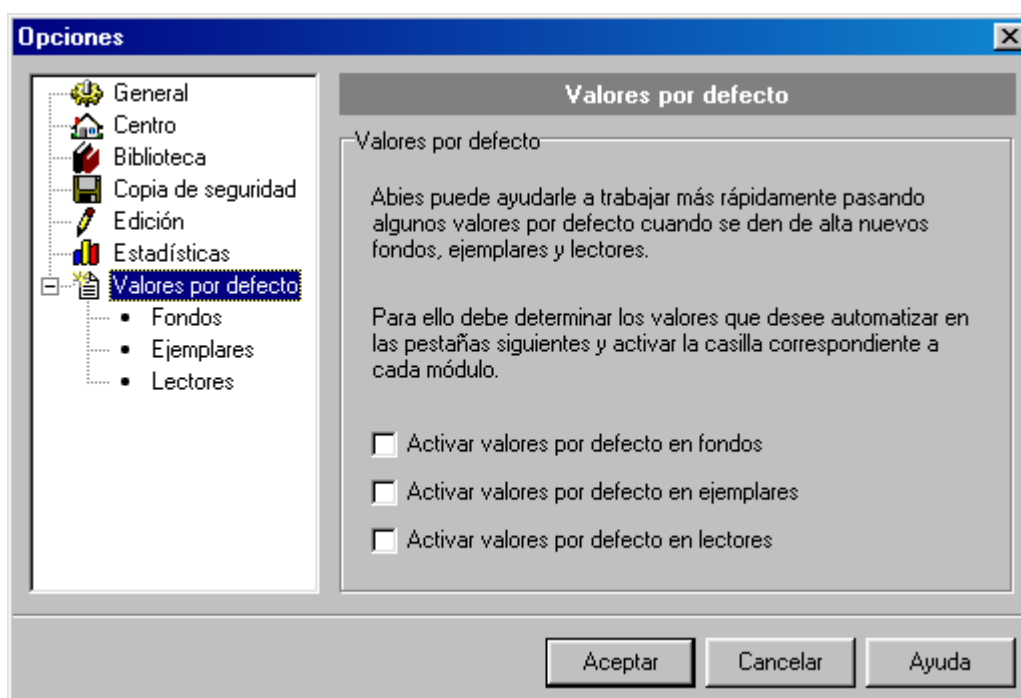 Opciones
General
Centro
Biblioteca
Copia de seguridad
Edición
Estadísticas
Valores por defecto
Fondos
Ejemplares
Lectores
Valores por defecto
Valores por defecto
Abies puede ayudarle a trabajar más rápidamente pasando
algunos valores por defecto cuando se den de alta nuevos
fondos, ejemplares y lectores.
Para ello debe determinar los valores que desee automatizar en
las pestañas siguientes y activar la casilla correspondiente a
cada módulo.
Activar valores por defecto en fondos
Activar valores por defecto en ejemplares
Activar valores por defecto en lectores
Aceptar
Cancelar
Ayuda